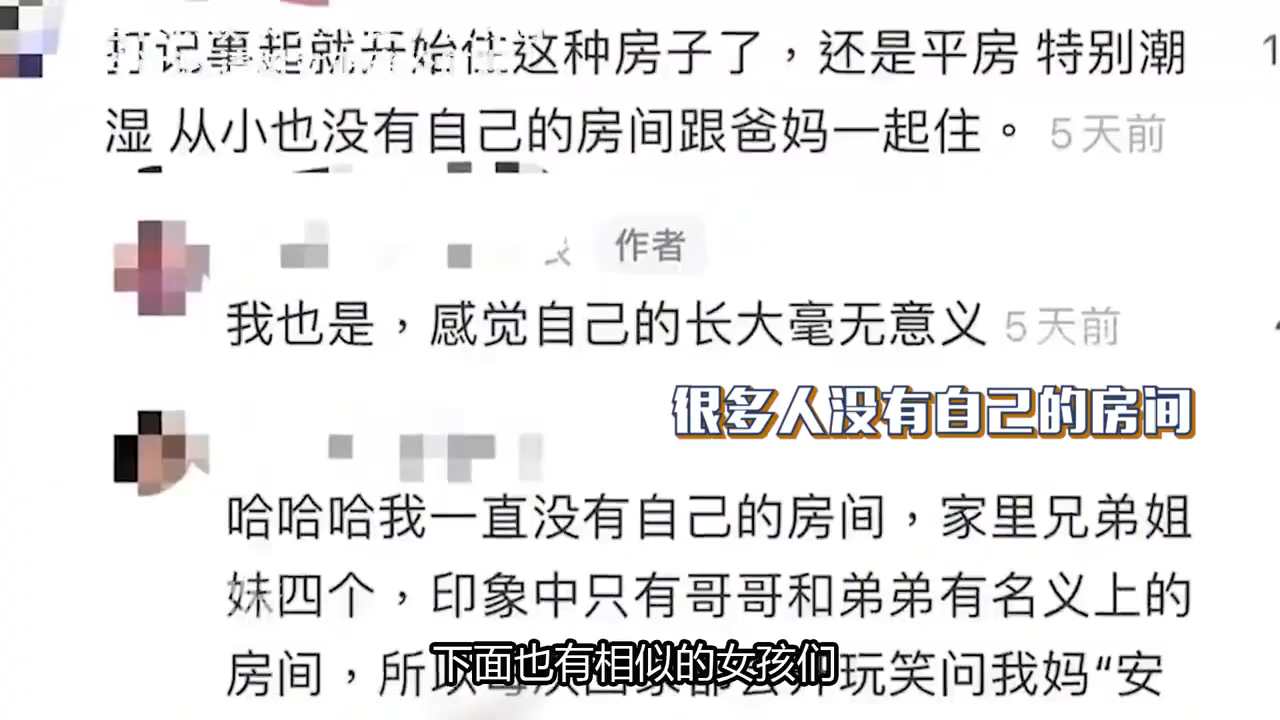 打记事起就开始住这种房子了，还是平房 特别潮
湿 从小也没有自己的房间跟爸妈一起住。 5天前
作者
我也是，感觉自己的长大毫无意义 5天前
很多人没有自己的房间
哈哈哈我一直没有自己的房间，家里兄弟姐
妹四个，印象中只有哥哥和弟弟有名义上的
房间，所以 玩笑问我妈“安
下面也有相似的女孩们